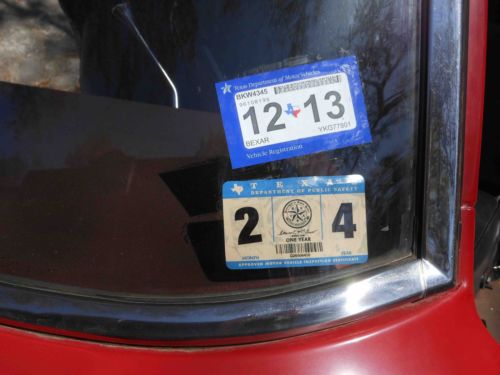 Texas Department of Motor Vehicles
BKW4345
12 13
BEXAR
Vehicle Registration
TEXAS
DEPARTMENT OF PUBLIC SAFETY
2 4
ONE YEAR
MONTH YEAR
APPROVED MOTOR VEHICLE INSPECTION CERTIFICATE